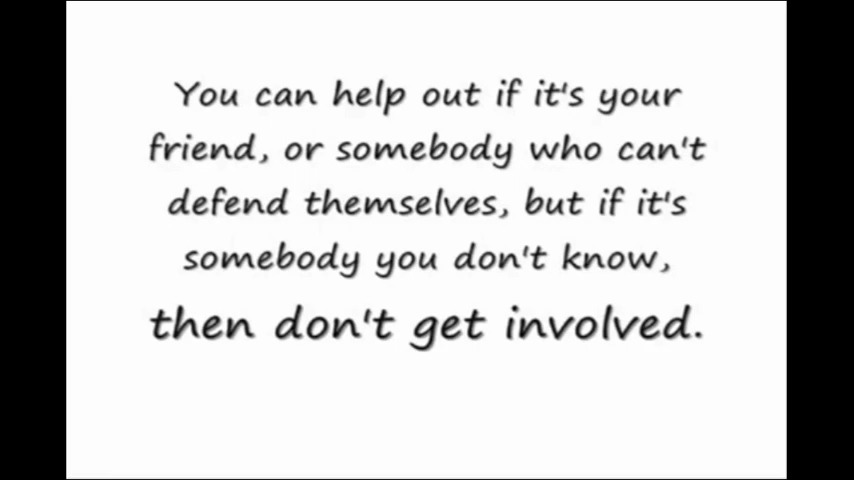 You can help out if it's your
friend, or somebody who can't
defend themselves, but if it's
somebody you don't know,
then don't get involved.